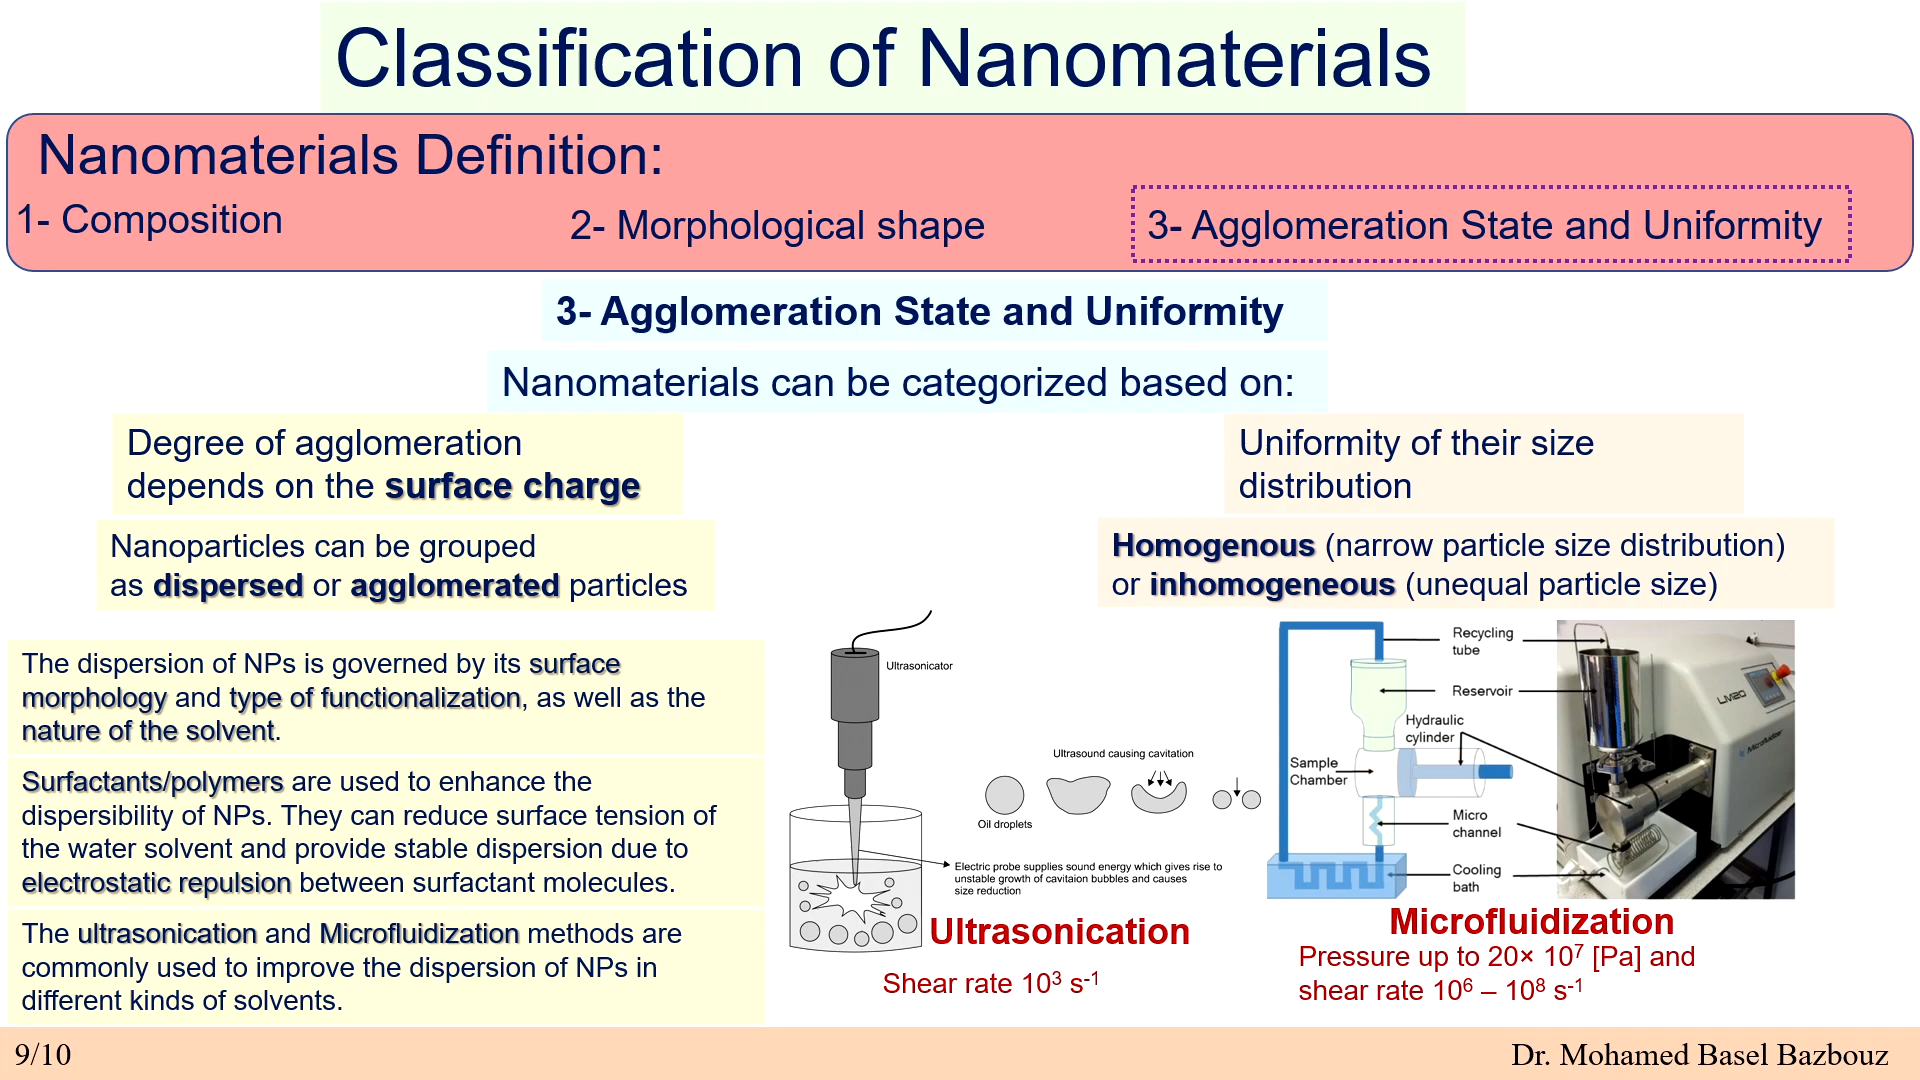 Classification of Nanomaterials
Nanomaterials Definition:
1- Composition
2- Morphological shape
3- Agglomeration State and Uniformity
3- Agglomeration State and Uniformity
Nanomaterials can be categorized based on:
Degree of agglomeration
depends on the surface charge
Nanoparticles can be grouped
as dispersed or agglomerated particles
The dispersion of NPs is governed by its surface
morphology and type of functionalization, as well as the
nature of the solvent.
Surfactants/polymers are used to enhance the
dispersibility of NPs. They can reduce surface tension of
the water solvent and provide stable dispersion due to
electrostatic repulsion between surfactant molecules.
The ultrasonication and Microfluidization methods are
commonly used to improve the dispersion of NPs in
different kinds of solvents.
Uniformity of their size
distribution
Homogenous (narrow particle size distribution)
or inhomogeneous (unequal particle size)
Ultrasonicator
Ultrasound causing cavitation
Oil droplets
Electric probe supplies sound energy which gives rise to
unstable growth of cavitaion bubbles and causes
size reduction
Ultrasonication
Shear rate 10³ s⁻¹
Recycling
tube
Reservoir
Hydraulic
cylinder
Sample
Chamber
Micro
channel
Cooling
bath
LM20
Microfluidizer
Microfluidization
Pressure up to 20× 10⁷ [Pa] and
shear rate 10⁶ – 10⁸ s⁻¹
9/10
Dr. Mohamed Basel Bazbouz